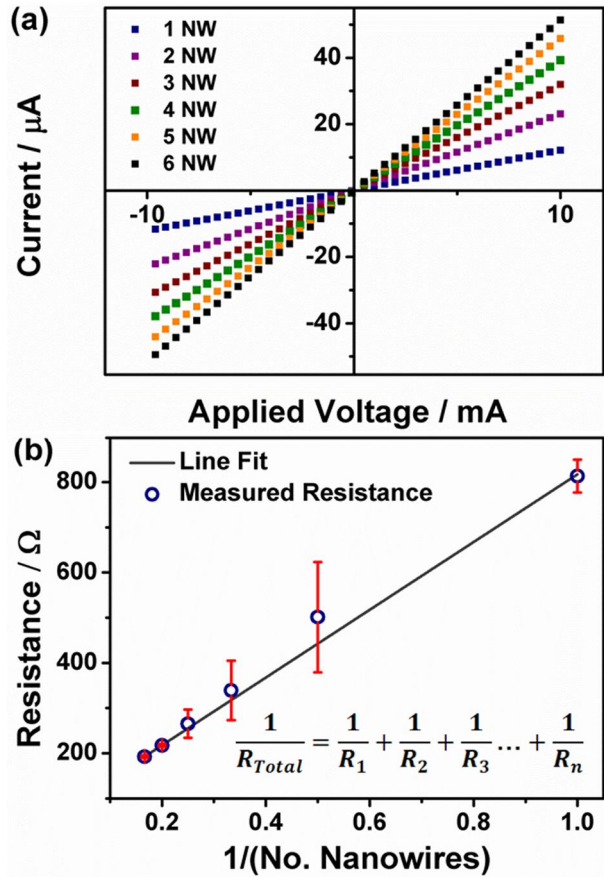 (a)
1 NW
2 NW
3 NW
4 NW
5 NW
6 NW
Current / µA
40
20
-10
10
-20
-40
Applied Voltage / mA
(b)
Line Fit
Measured Resistance
Resistance / Ω
800
600
400
200
1/R_Total = 1/R_1 + 1/R_2 + 1/R_3 ... + 1/R_n
0.2 0.4 0.6 0.8 1.0
1/(No. Nanowires)